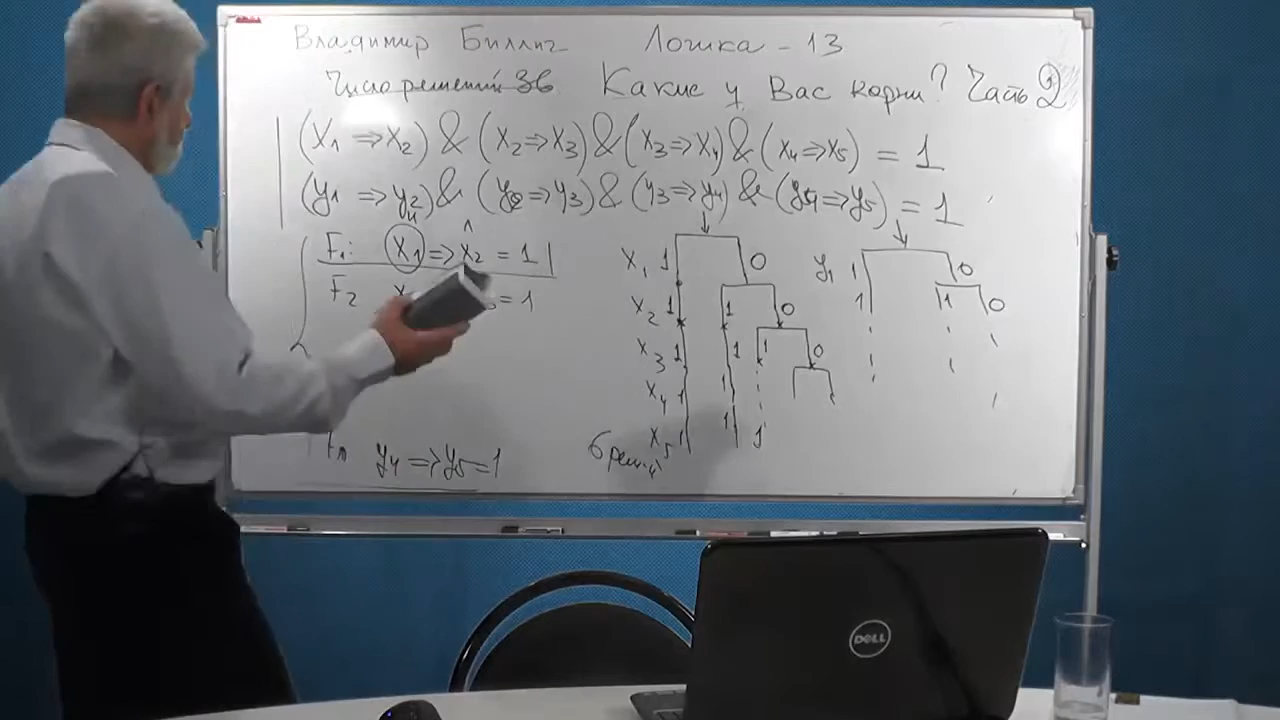 Владимир Биллиг Логика - 13
Число решений 36 Какие у Вас корни? Часть 2
(X1 => X2) & (X2 => X3) & (X3 => X4) & (X4 => X5) = 1
(y1 => y2) & (y2 => y3) & (y3 => y4) & (y4 => y5) = 1
F1: X1 => X2 = 1
F2 X = 1
y4 => y5 = 1
X1 1 0
X2 1 1 0
X3 1 1 1 0
X4 1 1
X5 1 1 1
6 реш.
y1 1 0
1 1 0
DELL